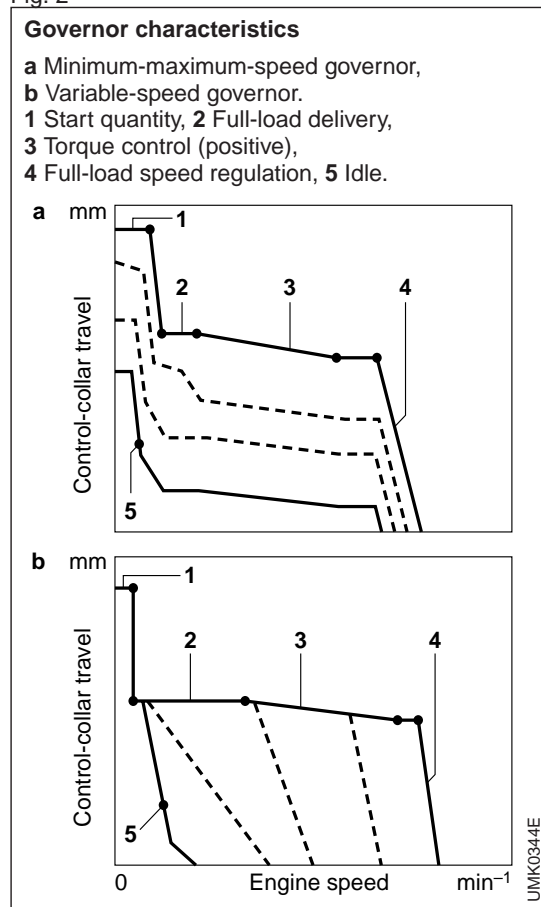 Fig. 2
Governor characteristics
a Minimum-maximum-speed governor,
b Variable-speed governor.
1 Start quantity, 2 Full-load delivery,
3 Torque control (positive),
4 Full-load speed regulation, 5 Idle.
a mm
1
2 3 4
Control-collar travel
5
b mm
1
2 3 4
Control-collar travel
5
0 Engine speed min⁻¹
UMK0344E